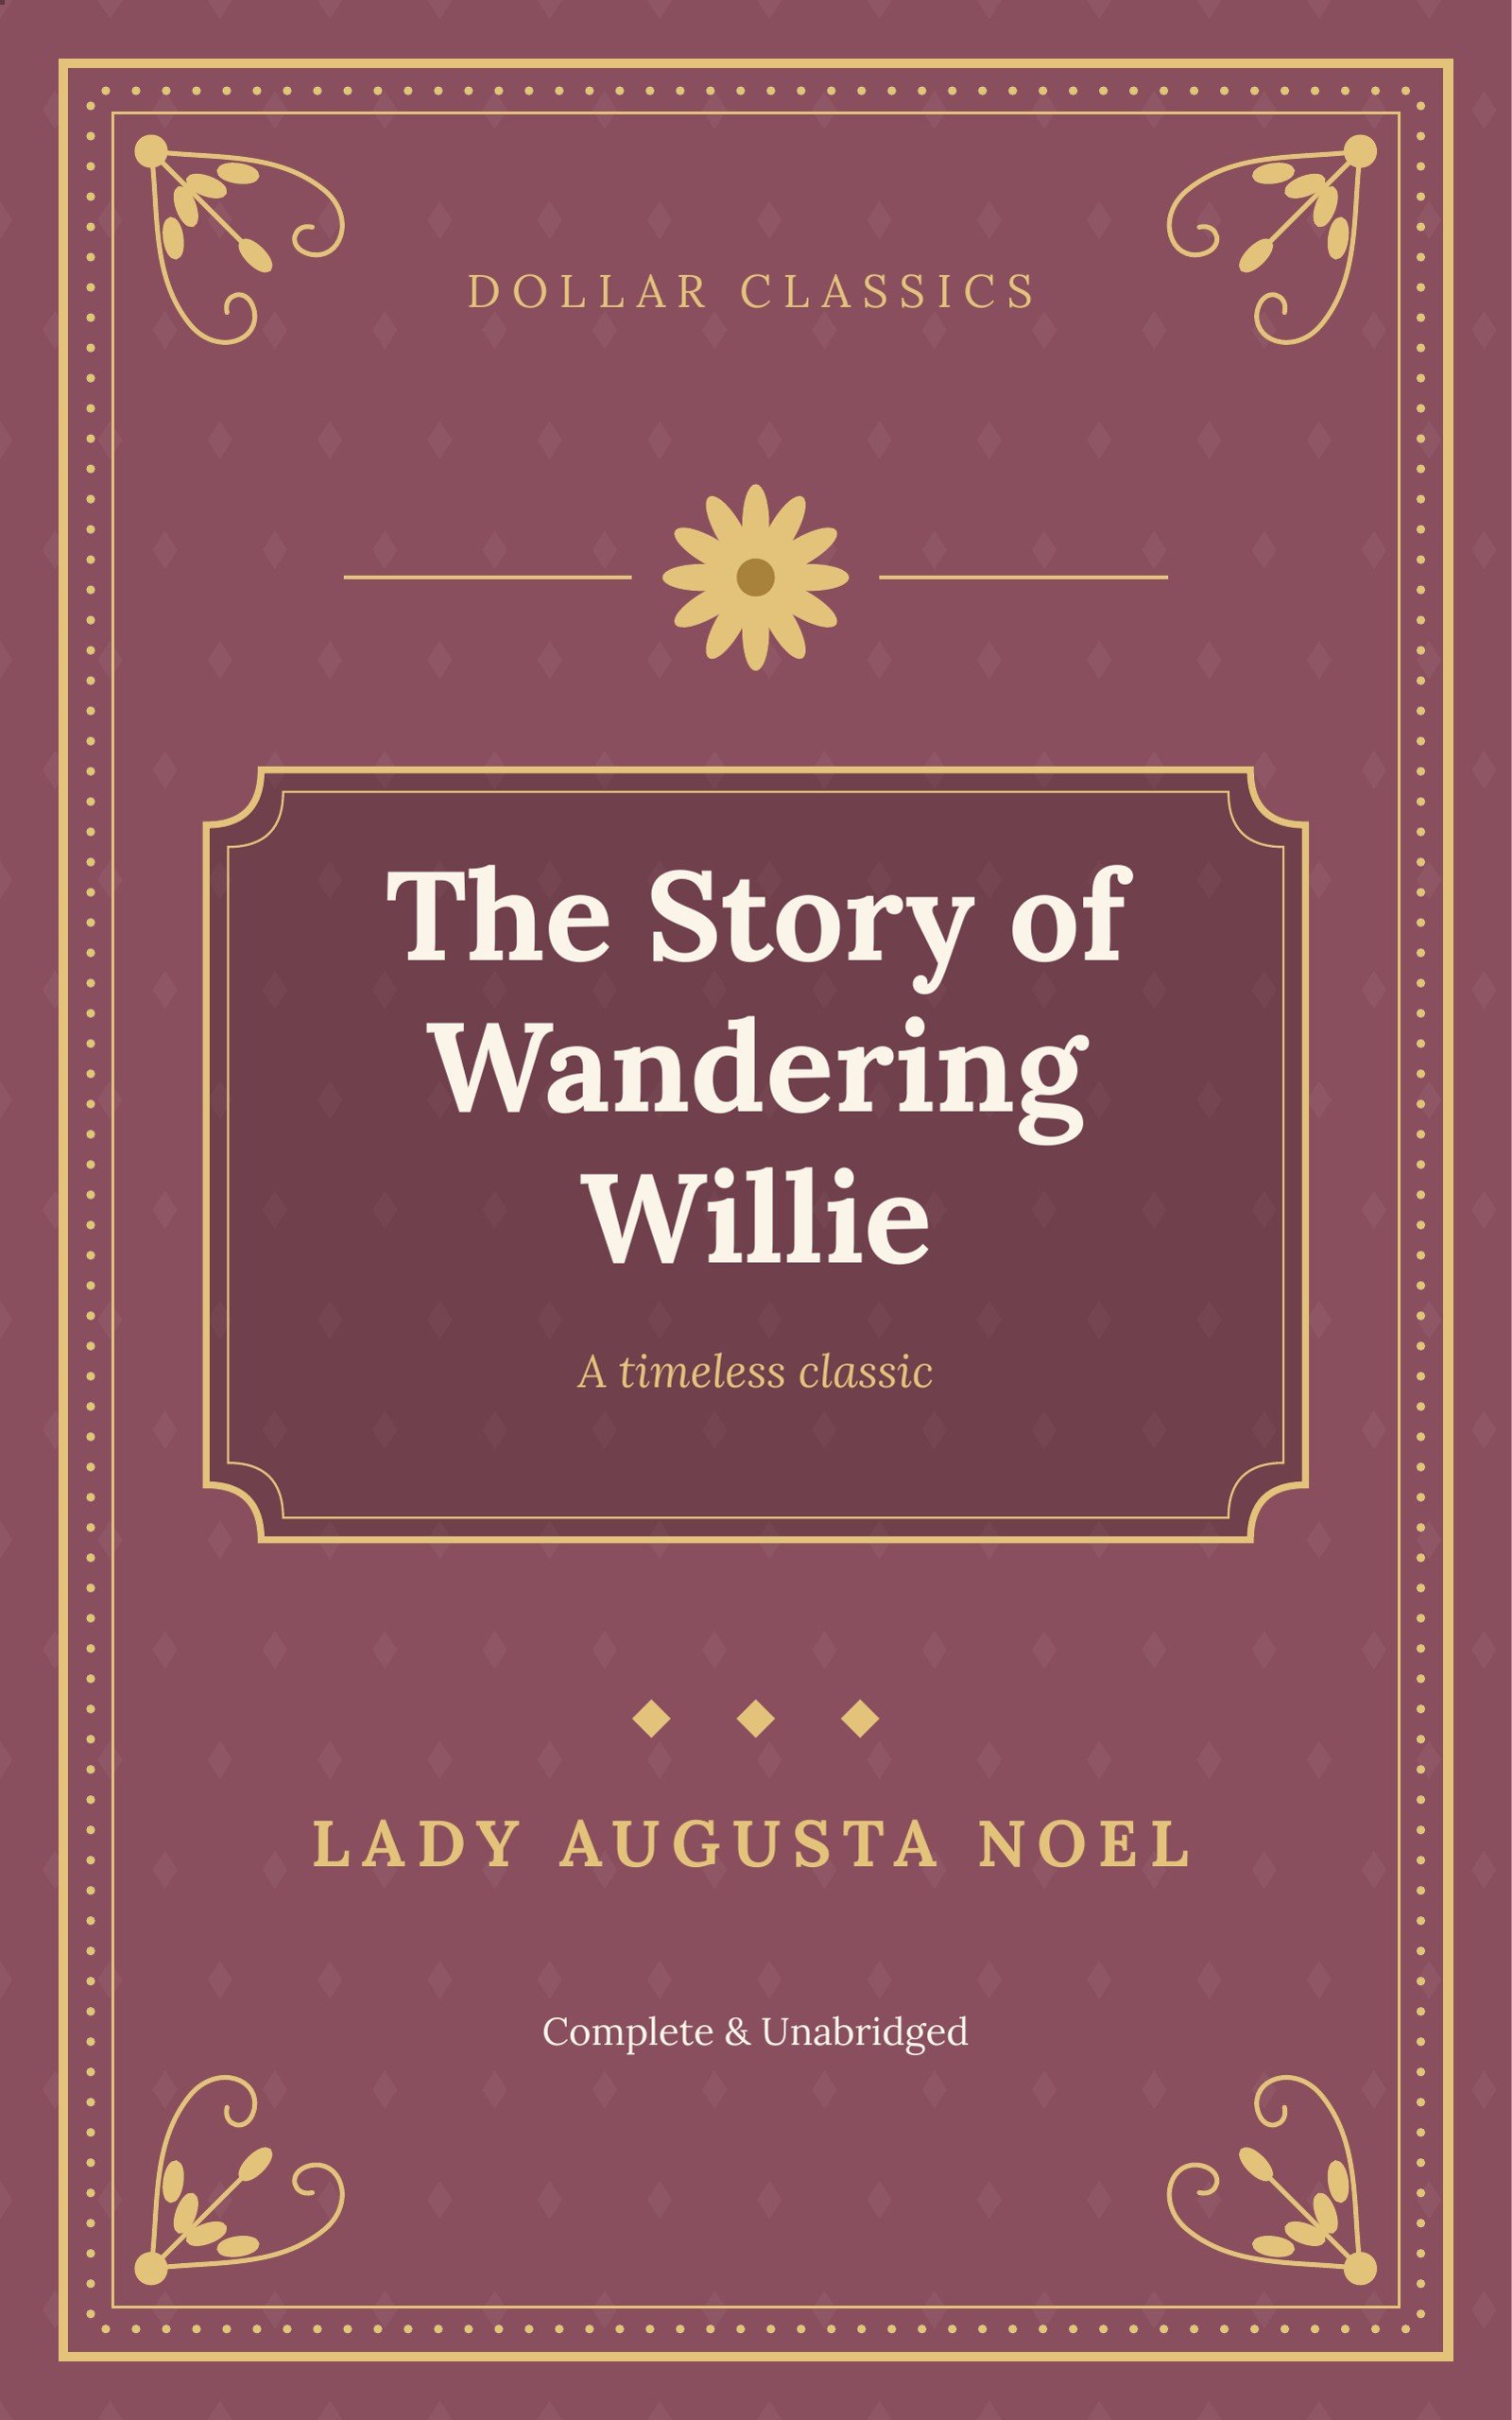 DOLLAR CLASSICS
The Story of
Wandering
Willie
A timeless classic
LADY AUGUSTA NOEL
Complete & Unabridged